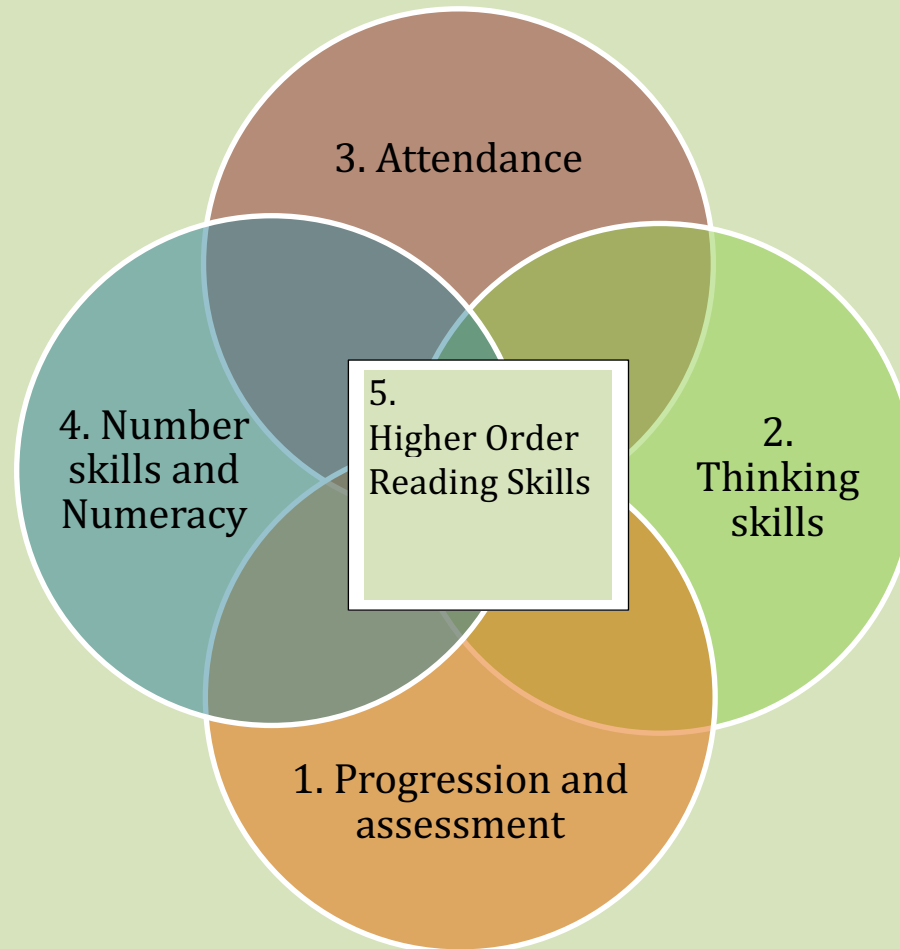 3. Attendance
4. Number
skills and
Numeracy
5.
Higher Order
Reading Skills
2.
Thinking
skills
1. Progression and
assessment